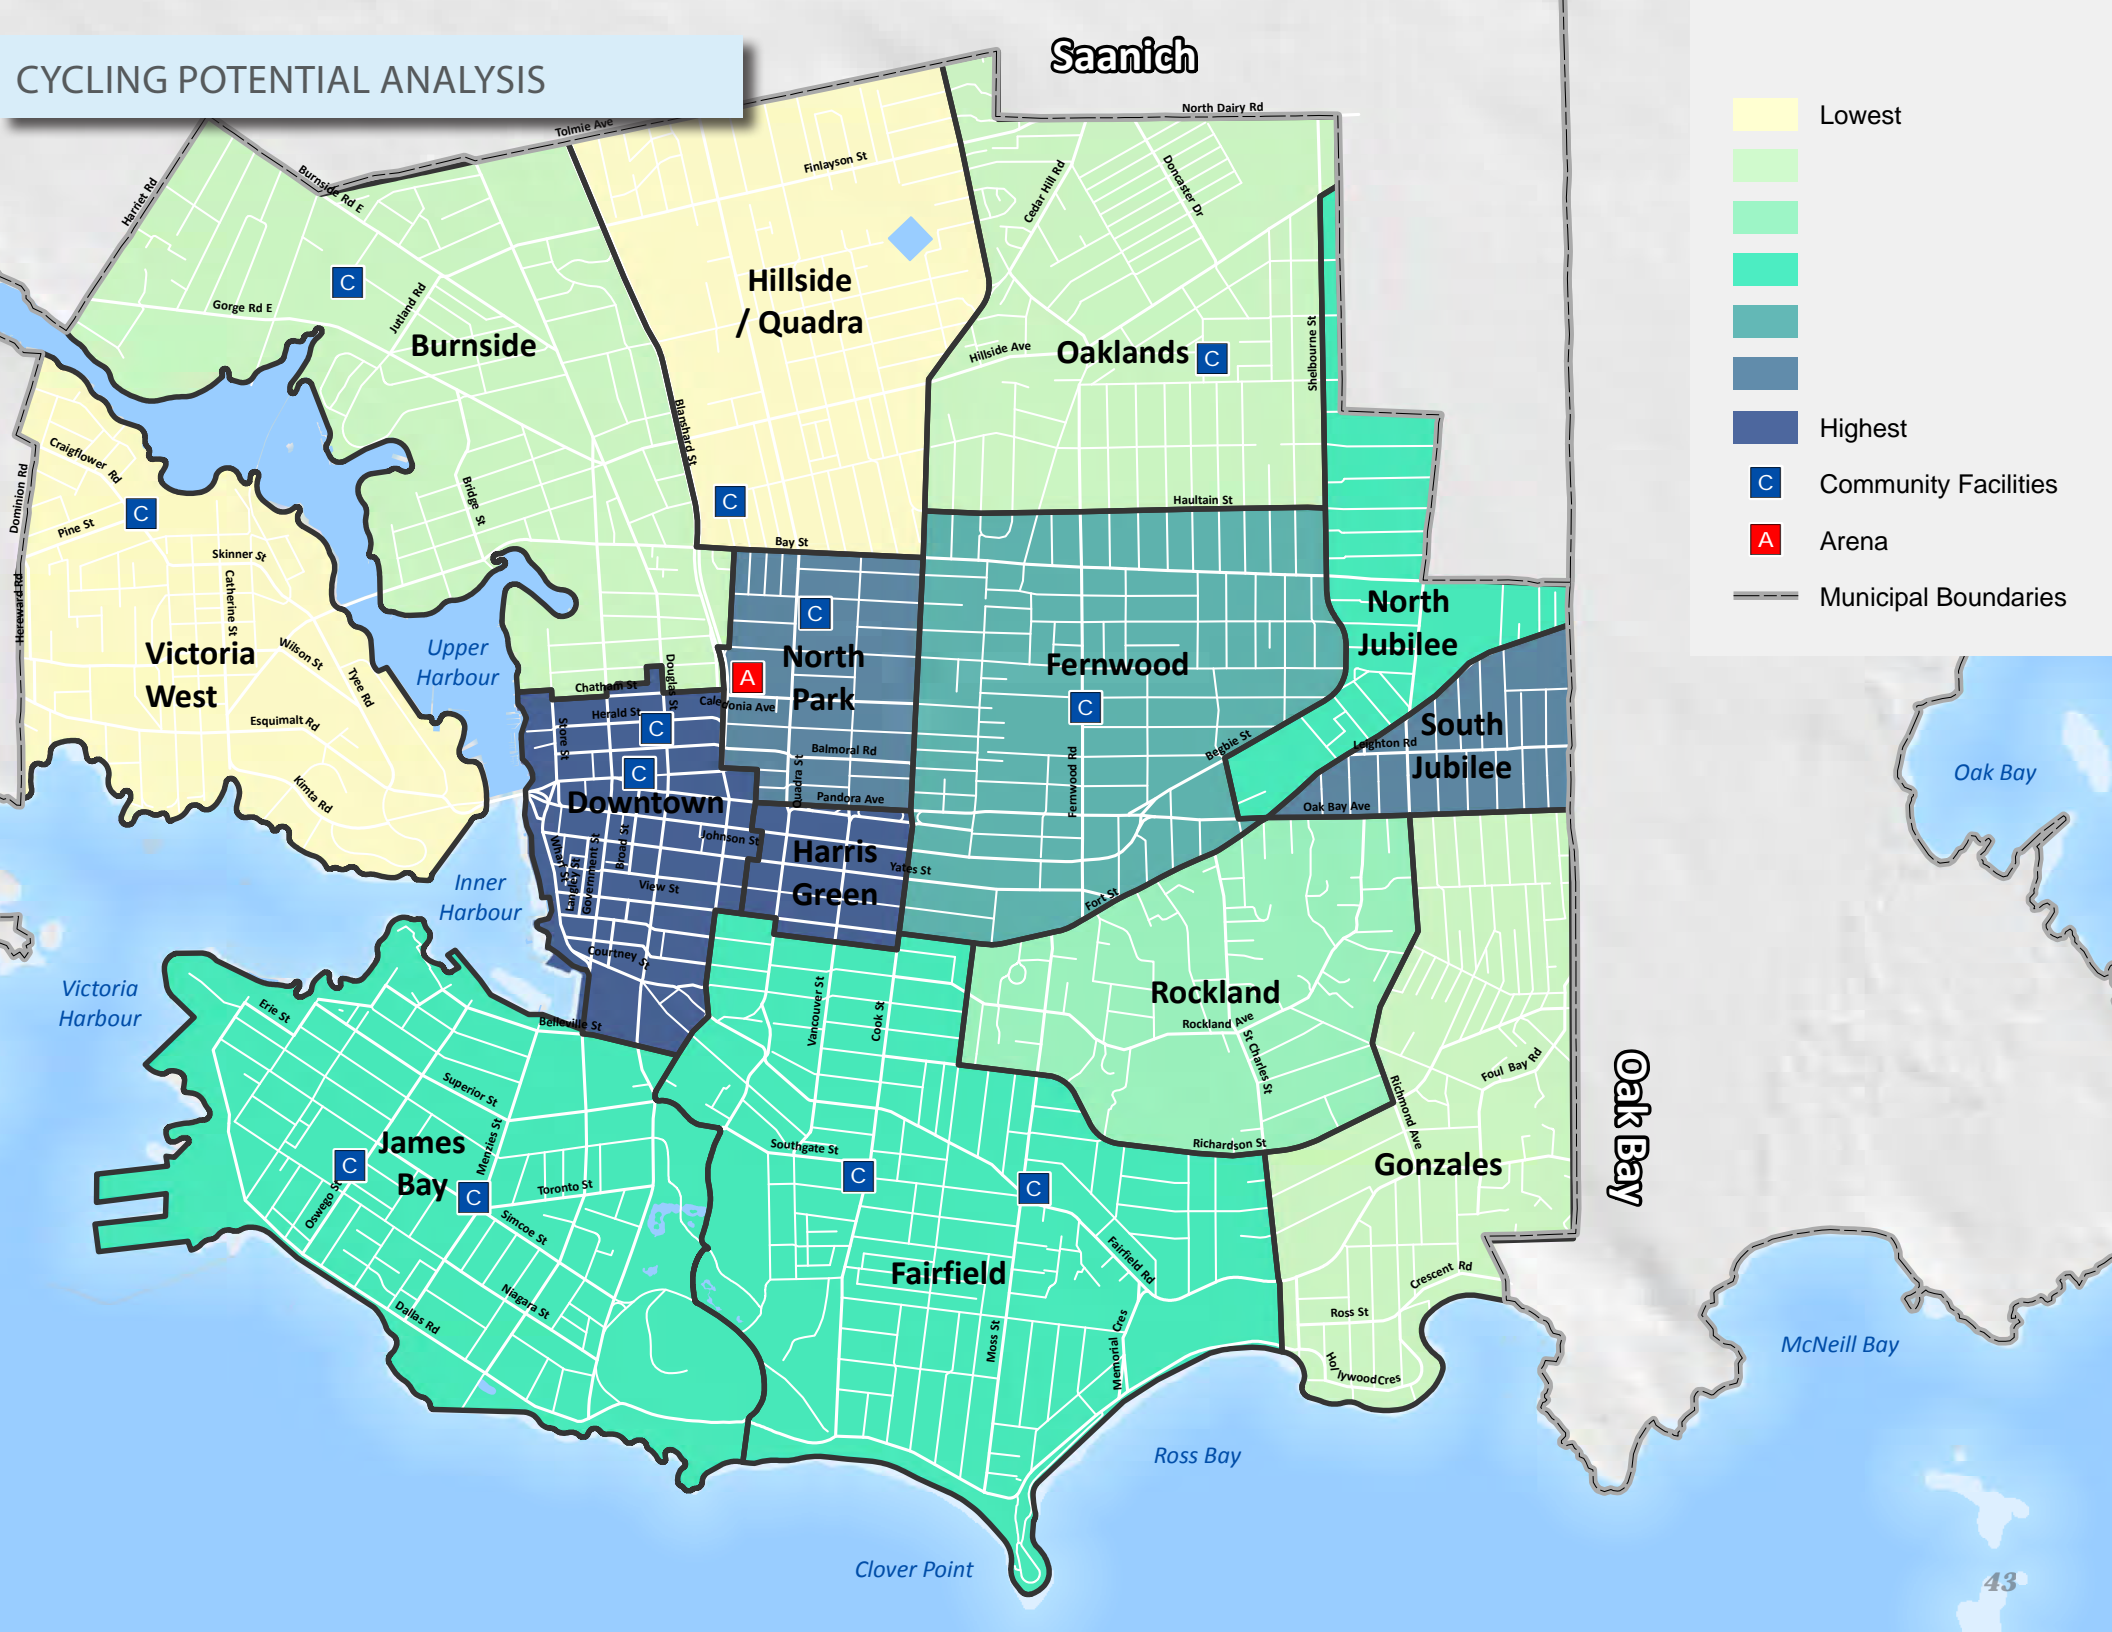 CYCLING POTENTIAL ANALYSIS
Saanich
Lowest
Highest
C
Community Facilities
A
Arena
Municipal Boundaries
North Dairy Rd
Tolmie Ave
Finlayson St
Burnside Rd E
Harriet Rd
Cedar Hill Rd
Doncaster Dr
C
Hillside
/ Quadra
Gorge Rd E
Jutland Rd
Burnside
Hillside Ave
Oaklands
C
Shelbourne St
Blanshard St
Craigflower Rd
Dominion Rd
Bridge St
C
C
Haultain St
Pine St
Bay St
Skinner St
Catherine St
Hereward Rd
C
North
Jubilee
Victoria
West
Wilson St
Tyee Rd
Upper
Harbour
Douglas St
A
North
Park
Fernwood
C
Chatham St
Caledonia Ave
Herald St
C
Store St
Esquimalt Rd
Balmoral Rd
Begbie St
South
Jubilee
Leighton Rd
C
Quadra St
Fernwood Rd
Kimta Rd
Downtown
Pandora Ave
Oak Bay Ave
Oak Bay
Johnson St
Broad St
Wharf St
Langley St
Government St
Harris
Green
Yates St
View St
Inner
Harbour
Fort St
Courtney St
Victoria
Harbour
Erie St
Belleville St
Vancouver St
Cook St
Rockland
Rockland Ave
St Charles St
Foul Bay Rd
Oak Bay
Superior St
Richmond Ave
James
Bay
Menzies St
C
C
Oswego St
Toronto St
Simcoe St
Southgate St
C
C
Richardson St
Gonzales
Fairfield
Fairfield Rd
Crescent Rd
Niagara St
Dallas Rd
Moss St
Memorial Cres
Ross St
Hollywood Cres
McNeill Bay
Ross Bay
Clover Point
43